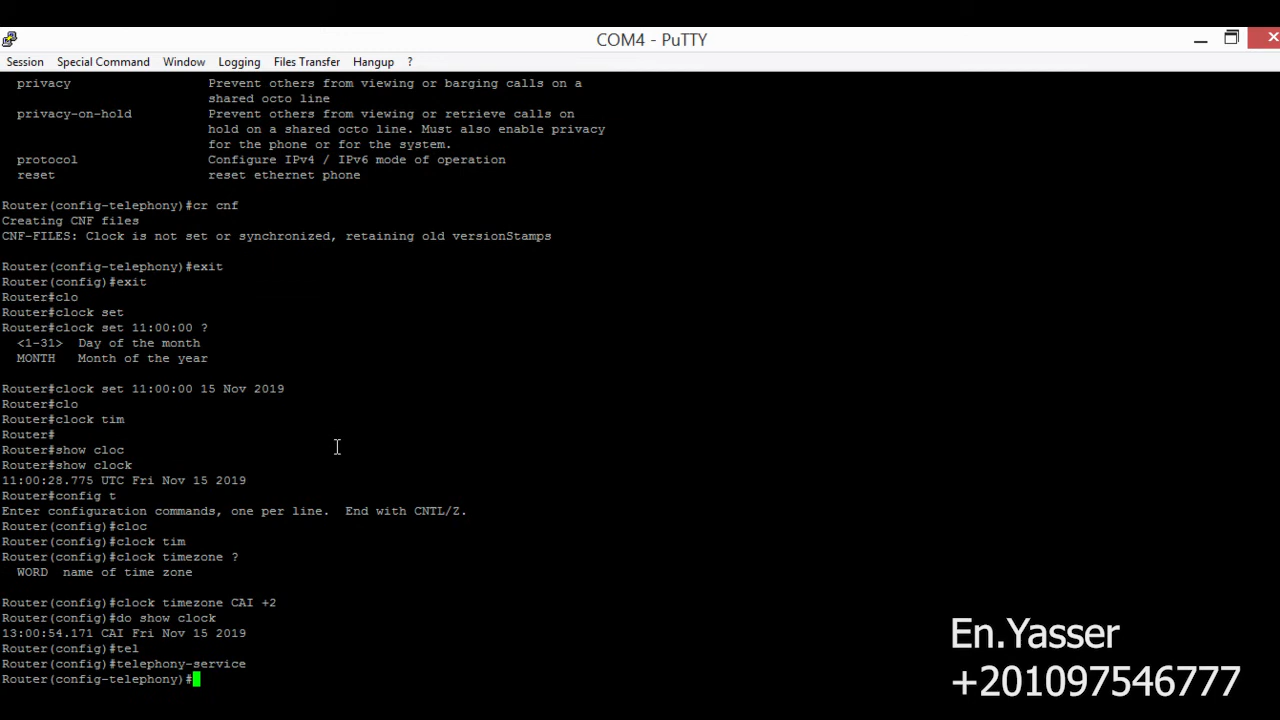 COM4 - PuTTY
Session Special Command Window Logging Files Transfer Hangup ?
privacy Prevent others from viewing or barging calls on a
shared octo line
privacy-on-hold Prevent others from viewing or retrieve calls on
hold on a shared octo line. Must also enable privacy
for the phone or for the system.
protocol Configure IPv4 / IPv6 mode of operation
reset reset ethernet phone
Router(config-telephony)#cr cnf
Creating CNF files
CNF-FILES: Clock is not set or synchronized, retaining old versionStamps
Router(config-telephony)#exit
Router(config)#exit
Router#clo
Router#clock set
Router#clock set 11:00:00 ?
<1-31> Day of the month
MONTH Month of the year
Router#clock set 11:00:00 15 Nov 2019
Router#clo
Router#clock tim
Router#
Router#show cloc
Router#show clock
11:00:28.775 UTC Fri Nov 15 2019
Router#config t
Enter configuration commands, one per line. End with CNTL/Z.
Router(config)#cloc
Router(config)#clock tim
Router(config)#clock timezone ?
WORD name of time zone
Router(config)#clock timezone CAI +2
Router(config)#do show clock
13:00:54.171 CAI Fri Nov 15 2019
Router(config)#tel
Router(config)#telephony-service
Router(config-telephony)#
En.Yasser
+201097546777